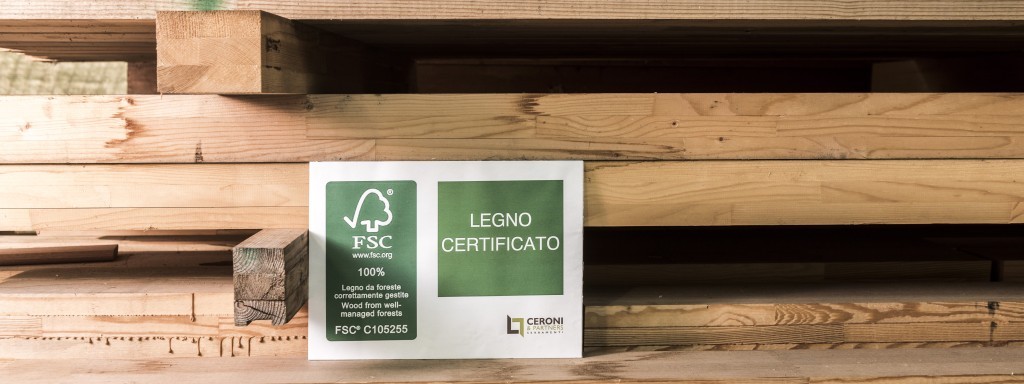 FSC®
www.fsc.org
100%
Legno da foreste
correttamente gestite
Wood from well-
managed forests
FSC® C105255
LEGNO
CERTIFICATO
CERONI
& PARTNERS
SERRAMENTI